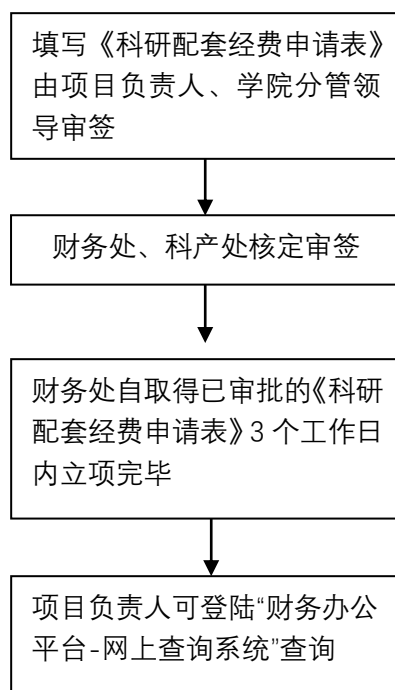 填写《科研配套经费申请表》
由项目负责人、学院分管领
导审签
财务处、科产处核定审签
财务处自取得已审批的《科研
配套经费申请表》3 个工作日
内立项完毕
项目负责人可登陆“财务办公
平台-网上查询系统”查询